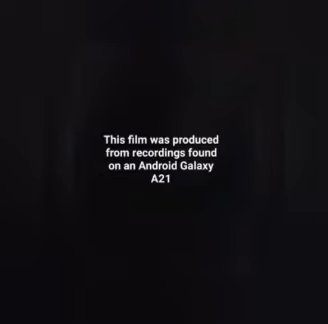 This film was produced
from recordings found
on an Android Galaxy
A21